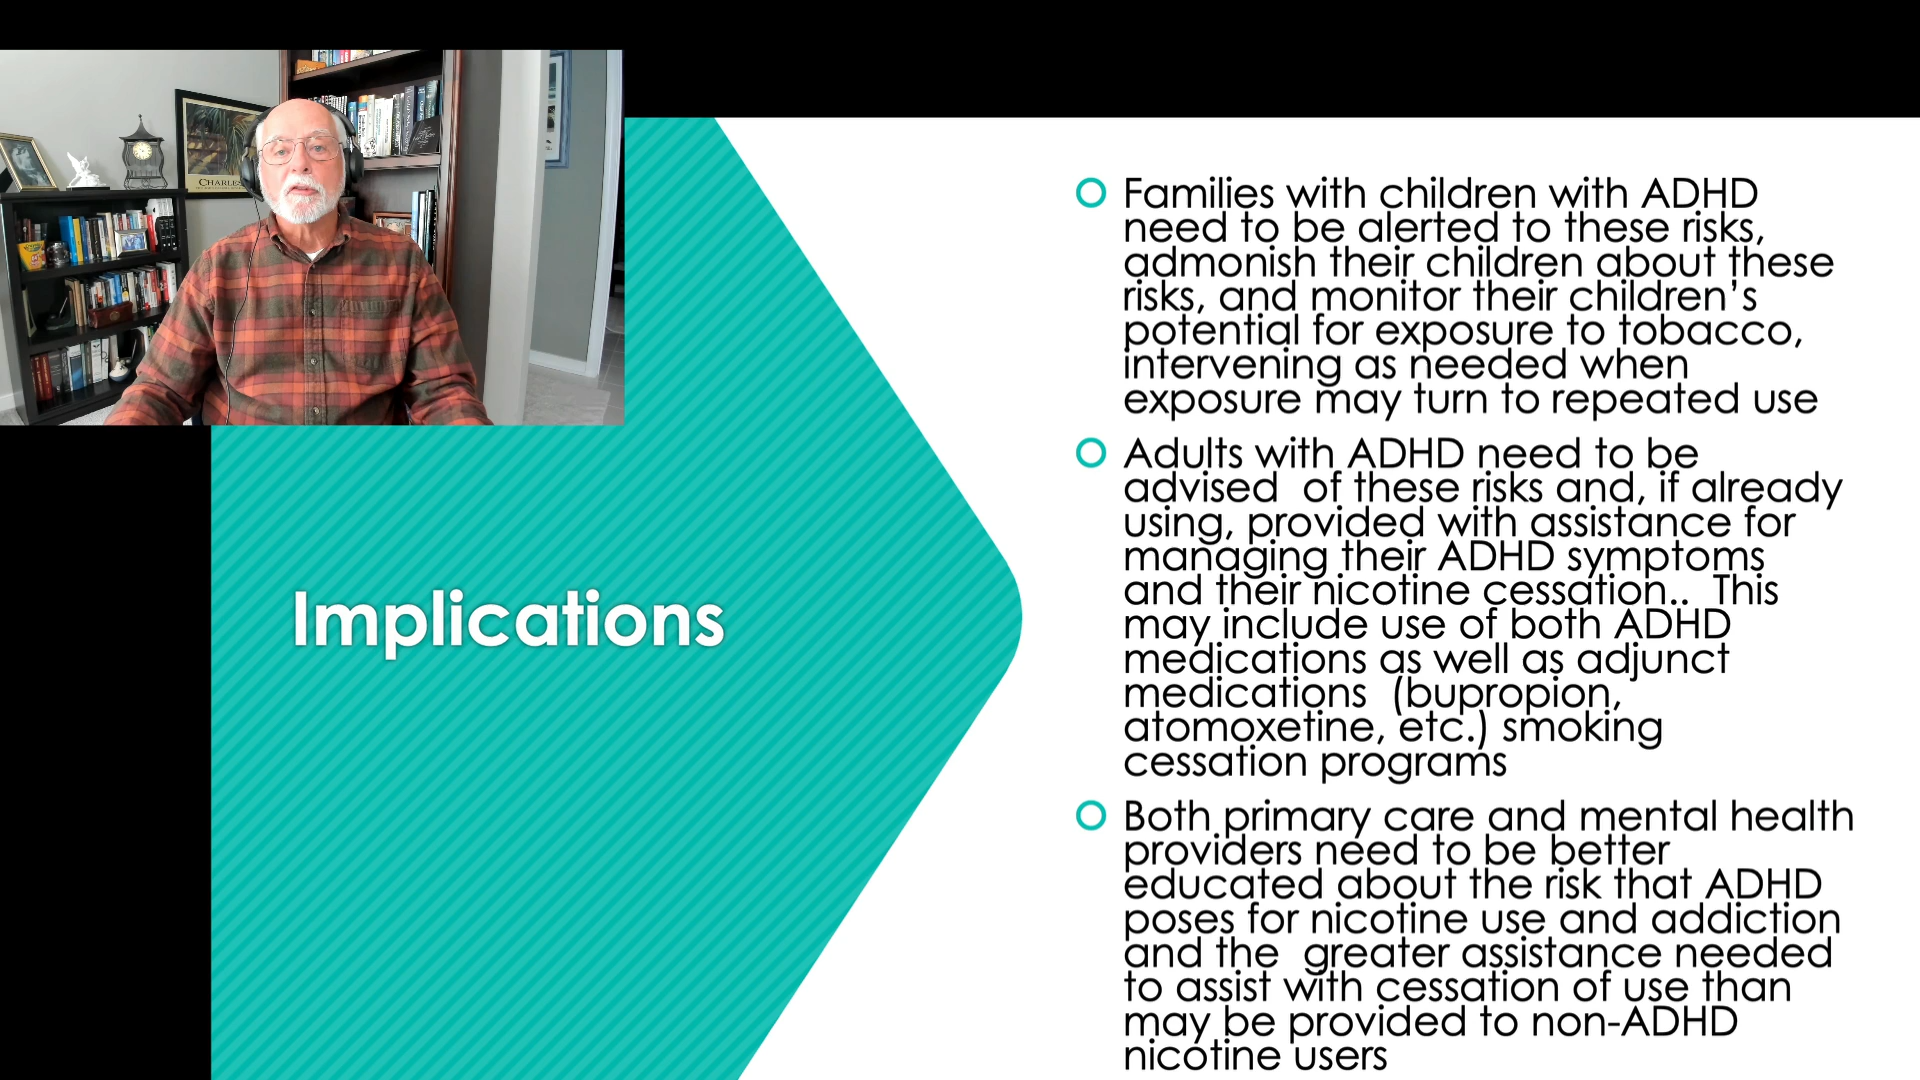 CHARLES
Implications
Families with children with ADHD
need to be alerted to these risks,
admonish their children about these
risks, and monitor their children’s
potential for exposure to tobacco,
intervening as needed when
exposure may turn to repeated use
Adults with ADHD need to be
advised  of these risks and, if already
using, provided with assistance for
managing their ADHD symptoms
and their nicotine cessation..  This
may include use of both ADHD
medications as well as adjunct
medications  (bupropion,
atomoxetine, etc.) smoking
cessation programs
Both primary care and mental health
providers need to be better
educated about the risk that ADHD
poses for nicotine use and addiction
and the  greater assistance needed
to assist with cessation of use than
may be provided to non-ADHD
nicotine users